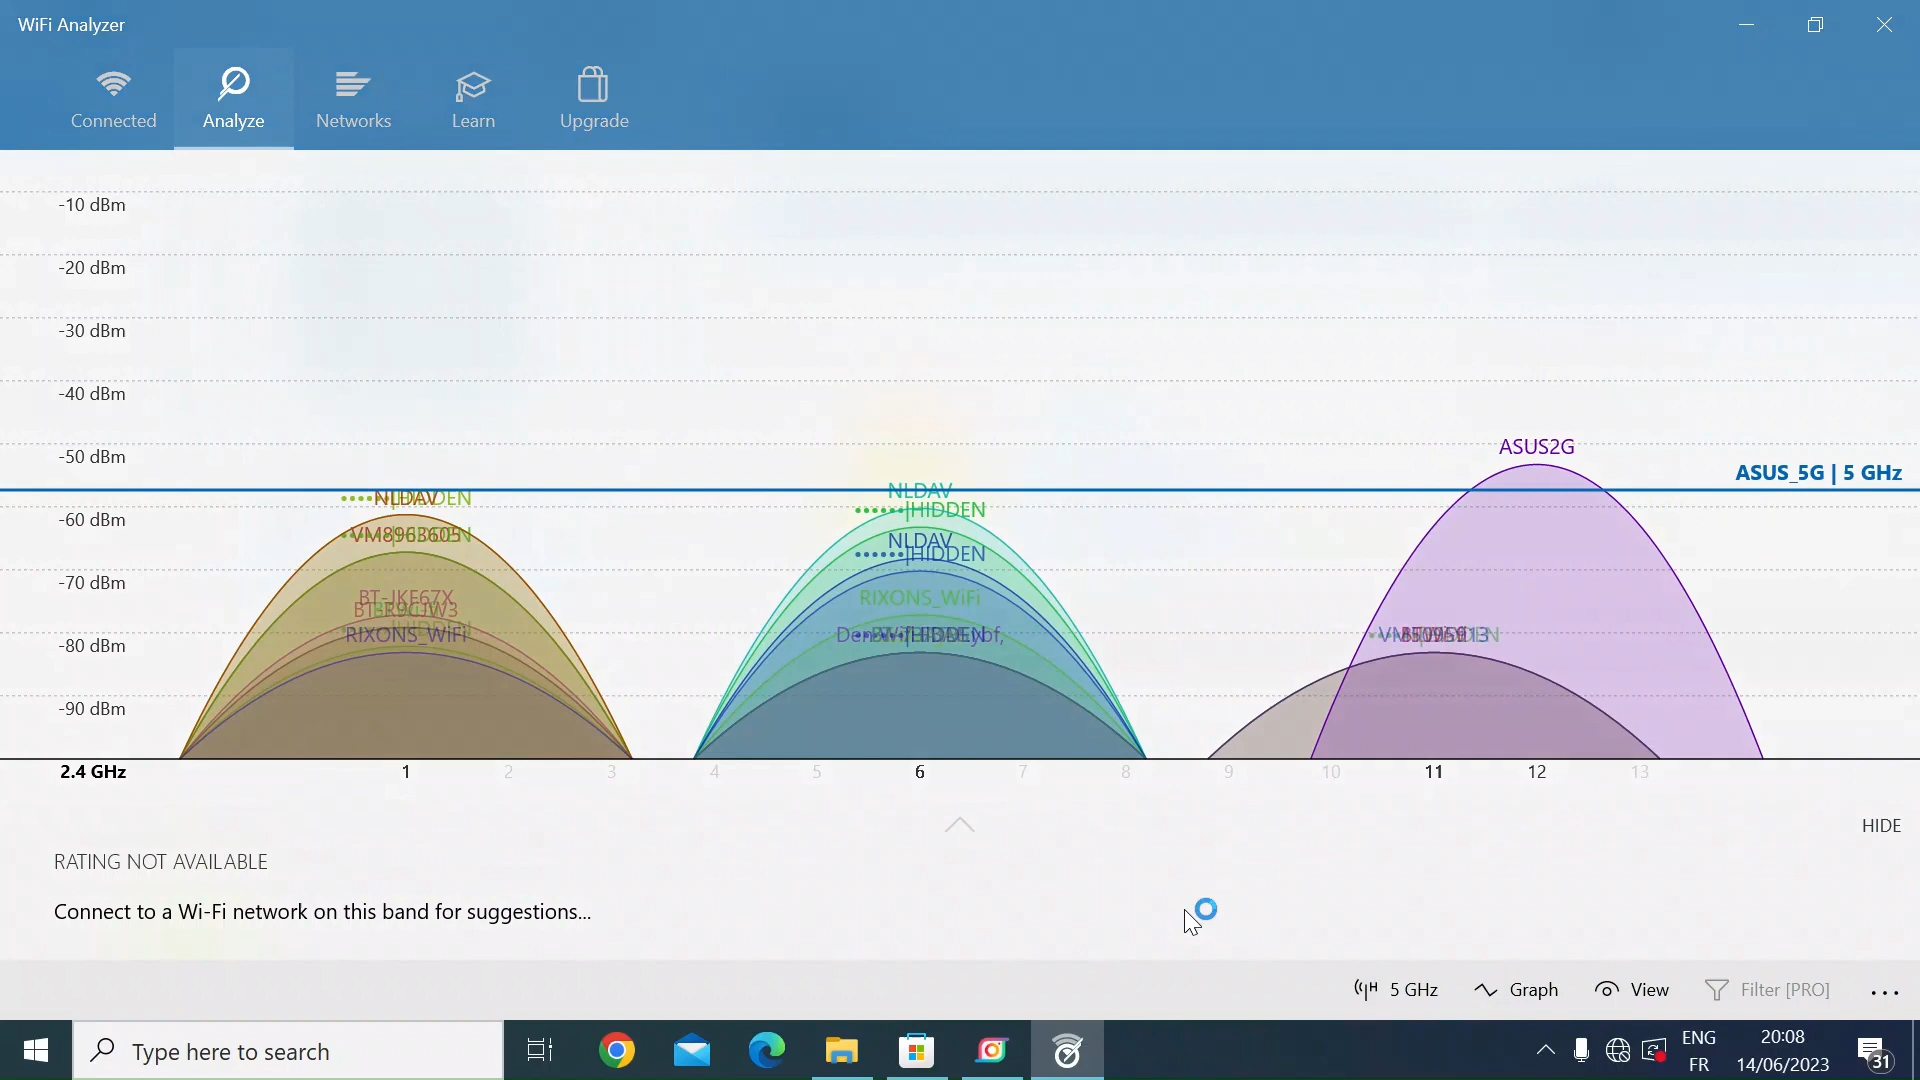 WiFi Analyzer
Connected
Analyze
Networks
Learn
Upgrade
-10 dBm
-20 dBm
-30 dBm
-40 dBm
-50 dBm
ASUS2G
ASUS_5G | 5 GHz
NLDAV
NLDAV
HIDDEN
-60 dBm
VM8963605
NLDAV
HIDDEN
-70 dBm
BT-JKE67X
RIXONS_WiFi
RIXONS_WiFi
HIDDEN
-80 dBm
-90 dBm
2.4 GHz 1 2 3 4 5 6 7 8 9 10 11 12 13
HIDE
RATING NOT AVAILABLE
Connect to a Wi-Fi network on this band for suggestions...
5 GHz
Graph
View
Filter [PRO]
...
Type here to search
ENG
FR
20:08
14/06/2023
31